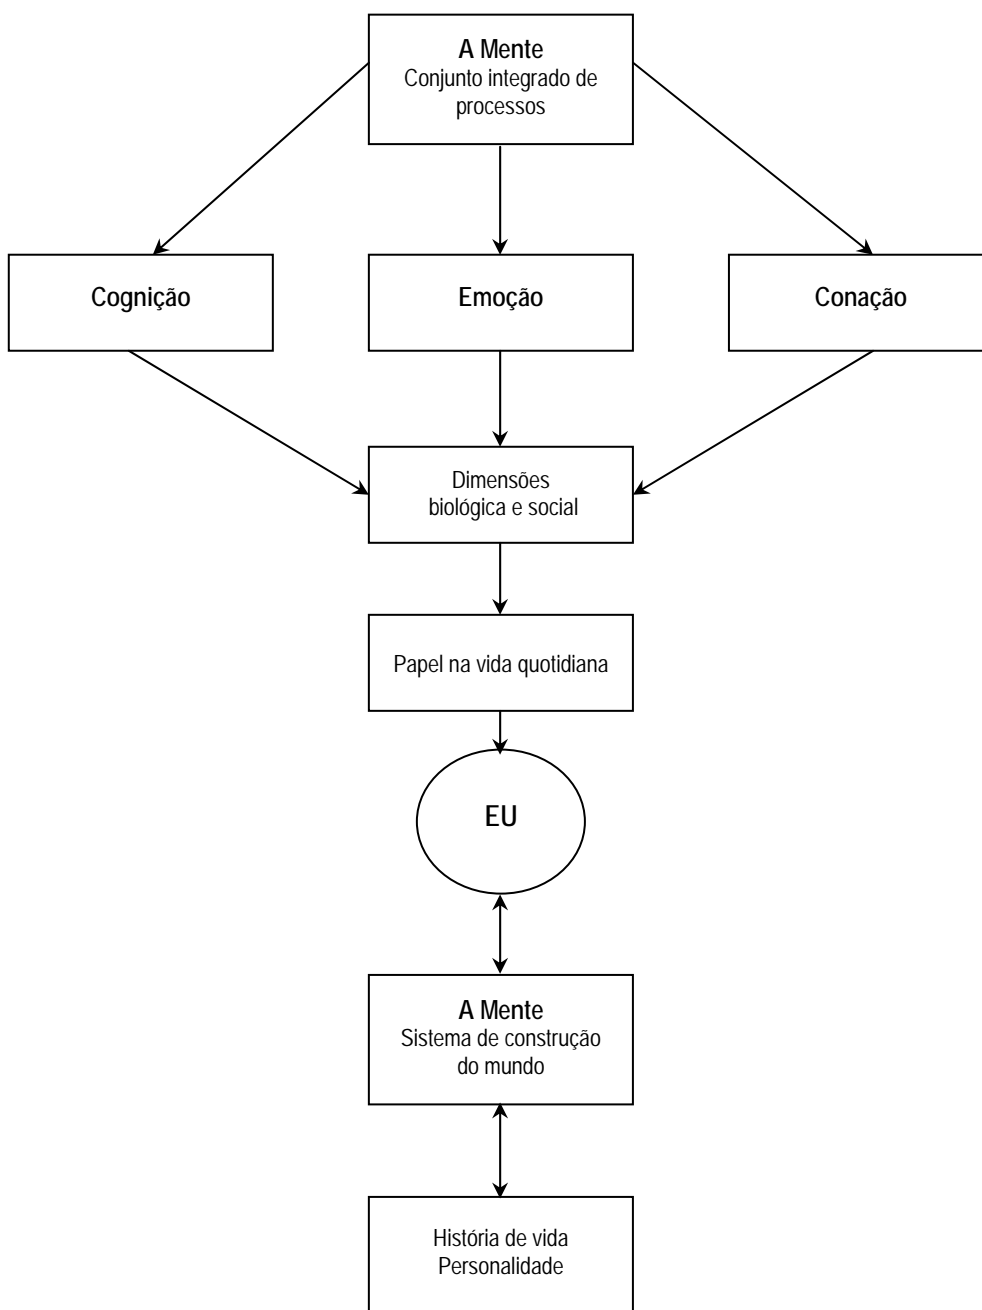 A Mente
Conjunto integrado de
processos
Cognição
Emoção
Conação
Dimensões
biológica e social
Papel na vida quotidiana
EU
A Mente
Sistema de construção
do mundo
História de vida
Personalidade